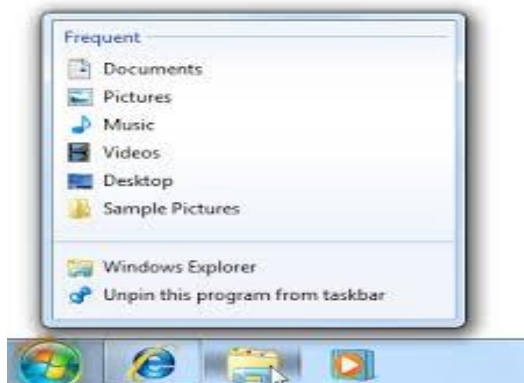 Frequent
Documents
Pictures
Music
Videos
Desktop
Sample Pictures
Windows Explorer
Unpin this program from taskbar